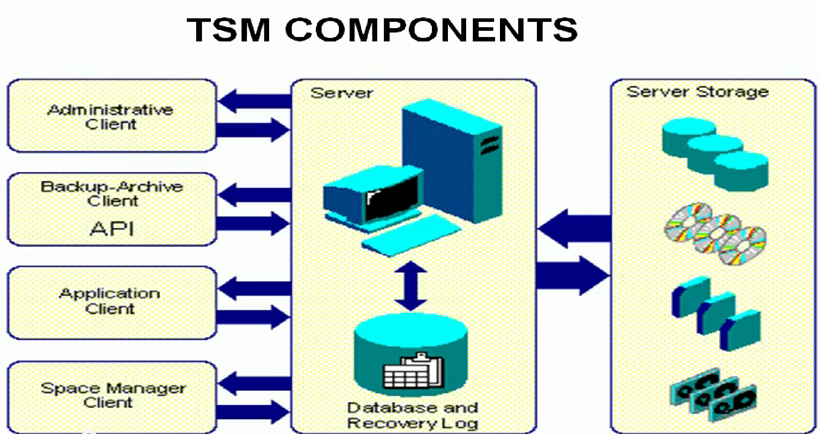 TSM COMPONENTS
Administrative
Client
Backup-Archive
Client
API
Application
Client
Space Manager
Client
Server
Database and
Recovery Log
Server Storage